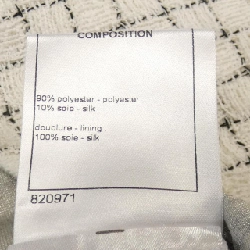 COMPOSITION
90% polyester - polyester
10% soie - silk
doublure - lining
100% soie - silk
820971